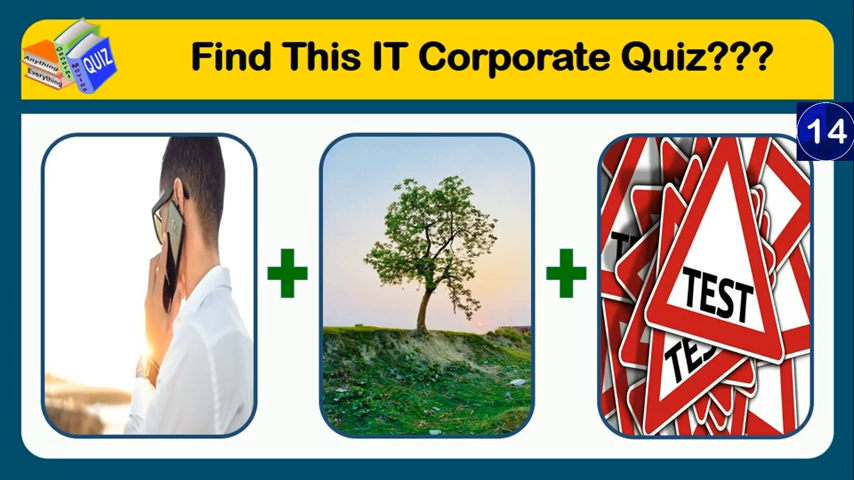 Find This IT Corporate Quiz???
Anything
Everything
QUIZ
14
TEST
TES